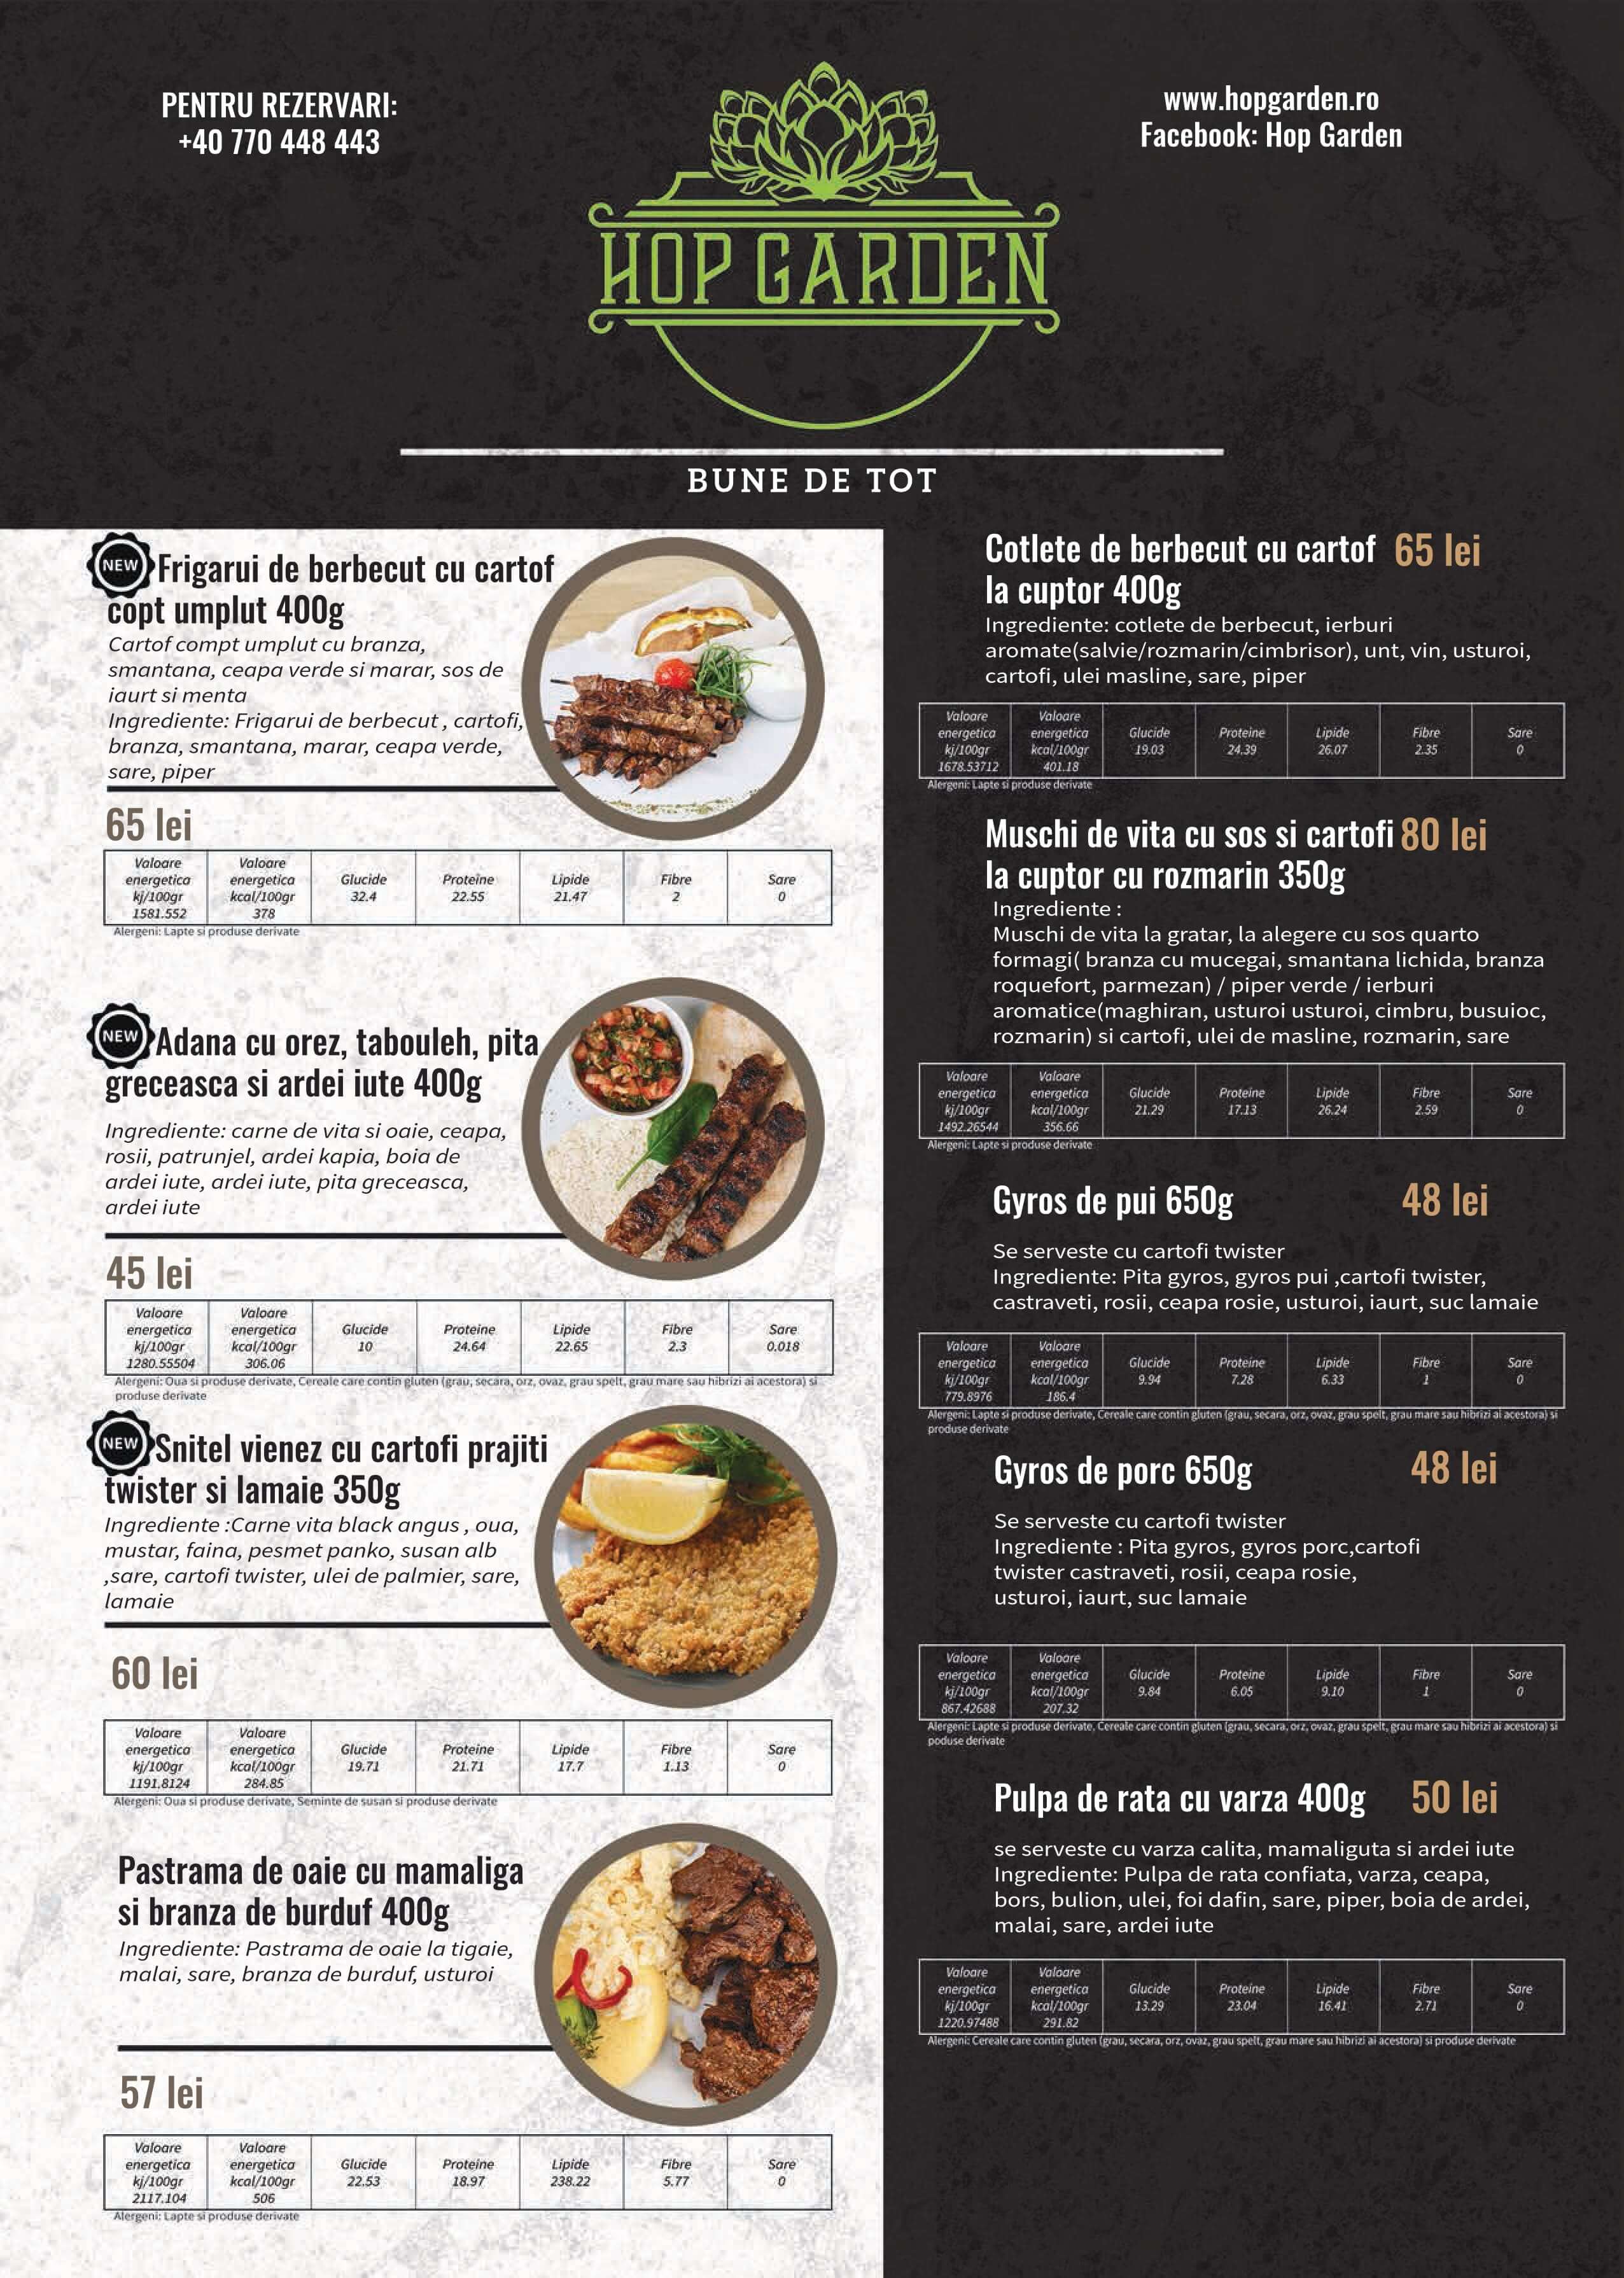 PENTRU REZERVARI:
+40 770 448 443
www.hopgarden.ro
Facebook: Hop Garden
HOP GARDEN
BUNE DE TOT
NEW
Frigarui de berbecut cu cartof
copt umplut 400g
Cartof compt umplut cu branza,
smantana, ceapa verde si marar, sos de
iaurt si menta
Ingrediente: Frigarui de berbecut , cartofi,
branza, smantana, marar, ceapa verde,
sare, piper
65 lei
Valoare energetica kj/100gr 1581.552
Valoare energetica kcal/100gr 378
Glucide 32.4
Proteine 22.55
Lipide 21.47
Fibre 2
Sare 0
Alergeni: Lapte si produse derivate
NEW
Adana cu orez, tabouleh, pita
greceasca si ardei iute 400g
Ingrediente: carne de vita si oaie, ceapa,
rosii, patrunjel, ardei kapia, boia de
ardei iute, ardei iute, pita greceasca,
ardei iute
45 lei
Valoare energetica kj/100gr 1280.55504
Valoare energetica kcal/100gr 306.06
Glucide 10
Proteine 24.64
Lipide 22.65
Fibre 2.3
Sare 0.018
Alergeni: Oua si produse derivate, Cereale care contin gluten (grau, secara, orz, ovaz, grau spelt, grau mare sau hibrizi ai acestora) si
produse derivate
NEW
Snitel vienez cu cartofi prajiti
twister si lamaie 350g
Ingrediente :Carne vita black angus , oua,
mustar, faina, pesmet panko, susan alb
,sare, cartofi twister, ulei de palmier, sare,
lamaie
60 lei
Valoare energetica kj/100gr 1191.8124
Valoare energetica kcal/100gr 284.85
Glucide 19.71
Proteine 21.71
Lipide 17.7
Fibre 1.13
Sare 0
Alergeni: Oua si produse derivate, Seminte de susan si produse derivate
Pastrama de oaie cu mamaliga
si branza de burduf 400g
Ingrediente: Pastrama de oaie la tigaie,
malai, sare, branza de burduf, usturoi
57 lei
Valoare energetica kj/100gr 2117.104
Valoare energetica kcal/100gr 506
Glucide 22.53
Proteine 18.97
Lipide 238.22
Fibre 5.77
Sare 0
Alergeni: Lapte si produse derivate
Cotlete de berbecut cu cartof 65 lei
la cuptor 400g
Ingrediente: cotlete de berbecut, ierburi
aromate(salvie/rozmarin/cimbrisor), unt, vin, usturoi,
cartofi, ulei masline, sare, piper
Valoare energetica kj/100gr 1678.53712
Valoare energetica kcal/100gr 401.18
Glucide 19.03
Proteine 24.39
Lipide 26.07
Fibre 2.35
Sare 0
Alergeni: Lapte si produse derivate
Muschi de vita cu sos si cartofi 80 lei
la cuptor cu rozmarin 350g
Ingrediente :
Muschi de vita la gratar, la alegere cu sos quarto
formagi( branza cu mucegai, smantana lichida, branza
roquefort, parmezan) / piper verde / ierburi
aromatice(maghiran, usturoi usturoi, cimbru, busuioc,
rozmarin) si cartofi, ulei de masline, rozmarin, sare
Valoare energetica kj/100gr 1492.26544
Valoare energetica kcal/100gr 356.66
Glucide 21.29
Proteine 17.13
Lipide 26.24
Fibre 2.59
Sare 0
Alergeni: Lapte si produse derivate
Gyros de pui 650g 48 lei
Se serveste cu cartofi twister
Ingrediente: Pita gyros, gyros pui ,cartofi twister,
castraveti, rosii, ceapa rosie, usturoi, iaurt, suc lamaie
Valoare energetica kj/100gr 779.8976
Valoare energetica kcal/100gr 186.4
Glucide 9.94
Proteine 7.28
Lipide 6.33
Fibre 1
Sare 0
Alergeni: Lapte si produse derivate, Cereale care contin gluten (grau, secara, orz, ovaz, grau spelt, grau mare sau hibrizi ai acestora) si
produse derivate
Gyros de porc 650g 48 lei
Se serveste cu cartofi twister
Ingrediente : Pita gyros, gyros porc,cartofi
twister castraveti, rosii, ceapa rosie,
usturoi, iaurt, suc lamaie
Valoare energetica kj/100gr 867.42688
Valoare energetica kcal/100gr 207.32
Glucide 9.84
Proteine 6.05
Lipide 9.10
Fibre 1
Sare 0
Alergeni: Lapte si produse derivate, Cereale care contin gluten (grau, secara, orz, ovaz, grau spelt, grau mare sau hibrizi ai acestora) si
poduse derivate
Pulpa de rata cu varza 400g 50 lei
se serveste cu varza calita, mamaliguta si ardei iute
Ingrediente: Pulpa de rata confiata, varza, ceapa,
bors, bulion, ulei, foi dafin, sare, piper, boia de ardei,
malai, sare, ardei iute
Valoare energetica kj/100gr 1220.97488
Valoare energetica kcal/100gr 291.82
Glucide 13.29
Proteine 23.04
Lipide 16.41
Fibre 2.71
Sare 0
Alergeni: Cereale care contin gluten (grau, secara, orz, ovaz, grau spelt, grau mare sau hibrizi ai acestora) si produse derivate